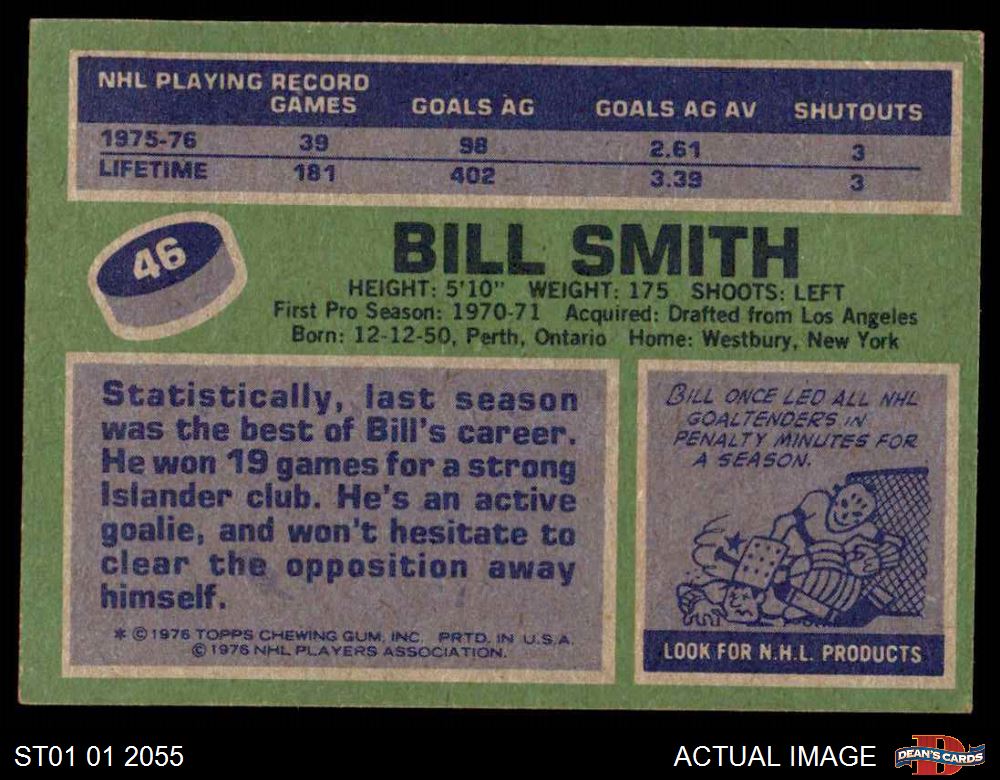 NHL PLAYING RECORD
GAMES GOALS AG GOALS AG AV SHUTOUTS
1975-76 39 98 2.61 3
LIFETIME 181 402 3.39 3
46
BILL SMITH
HEIGHT: 5'10" WEIGHT: 175 SHOOTS: LEFT
First Pro Season: 1970-71 Acquired: Drafted from Los Angeles
Born: 12-12-50, Perth, Ontario Home: Westbury, New York
Statistically, last season
was the best of Bill's career.
He won 19 games for a strong
Islander club. He's an active
goalie, and won't hesitate to
clear the opposition away
himself.
* © 1976 TOPPS CHEWING GUM, INC. PRTD. IN U.S.A.
© 1976 NHL PLAYERS ASSOCIATION.
BILL ONCE LED ALL NHL
GOALTENDERS IN
PENALTY MINUTES FOR
A SEASON.
LOOK FOR N.H.L. PRODUCTS
ST01 01 2055
ACTUAL IMAGE
D
DEAN'S CARDS